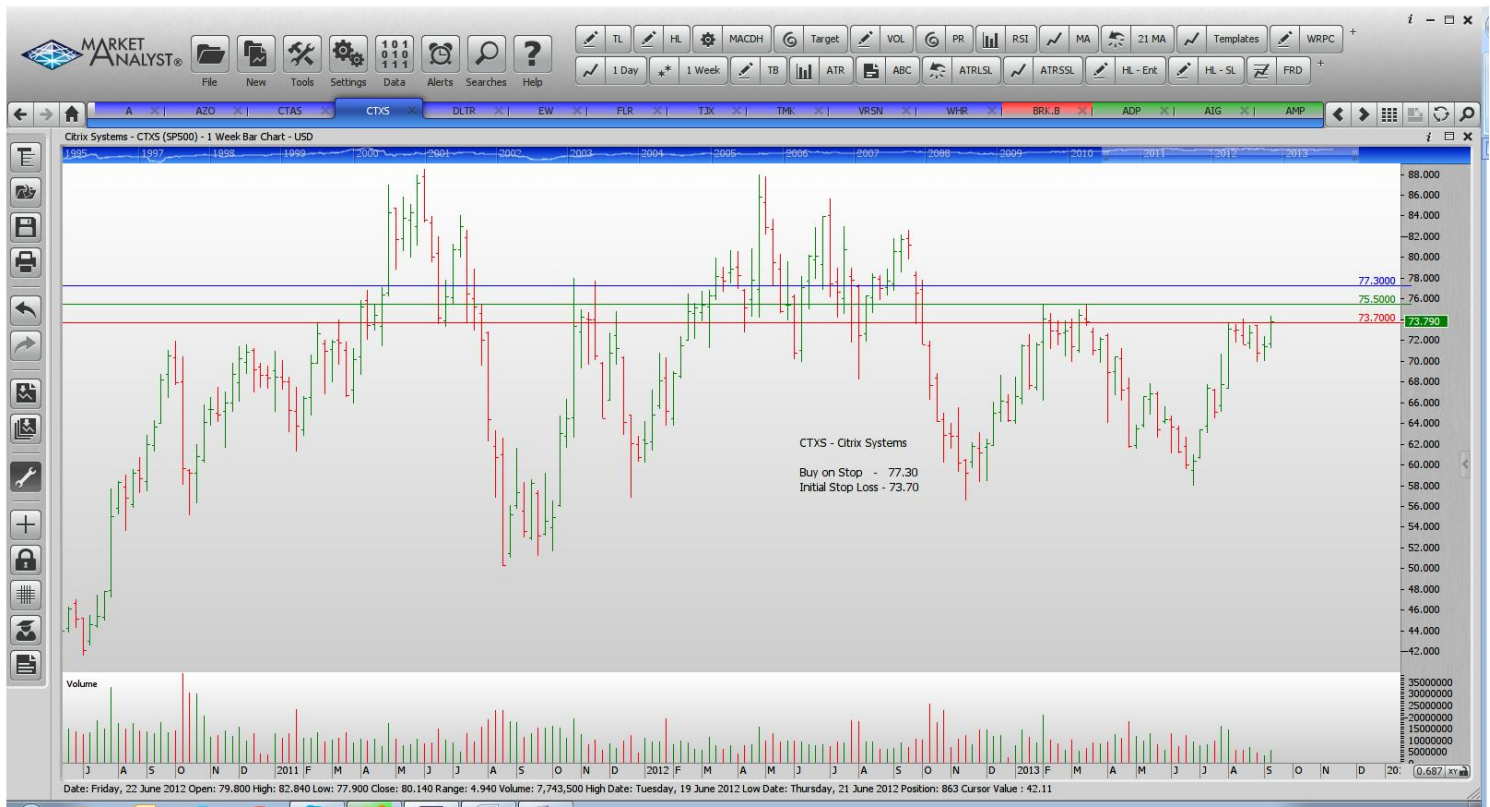 i
MARKET
ANALYST®
File New Tools Settings Data Alerts Searches Help
101
010
111
TL HL MACDH Target VOL PR RSI MA 21 MA Templates WRPC +
1 Day 1 Week TB ATR ABC ATRLSL ATRSSL HL - Ent HL - SL FRD +
A AZO CTAS CTXS DLTR EW FLR TJX TMK VRSN WHR BRK.B ADP AIG AMP
Citrix Systems - CTXS (SP500) - 1 Week Bar Chart - USD
i
1995 1997 1998 1999 2000 2001 2002 2003 2004 2005 2006 2007 2008 2009 2010 2011 2012 2013
88.000
86.000
84.000
82.000
80.000
78.000
77.3000
76.000
75.5000
73.7000
73.790
72.000
70.000
68.000
66.000
64.000
62.000
60.000
58.000
56.000
54.000
52.000
50.000
48.000
46.000
44.000
42.000
CTXS - Citrix Systems
Buy on Stop - 77.30
Initial Stop Loss - 73.70
Volume
35000000
30000000
25000000
20000000
15000000
10000000
5000000
J A S O N D 2011 F M A M J J A S O N D 2012 F M A M J J A S O N D 2013 F M A M J J A S O N D 20:
0.687 XY
Date: Friday, 22 June 2012 Open: 79.800 High: 82.840 Low: 77.900 Close: 80.140 Range: 4.940 Volume: 7,743,500 High Date: Tuesday, 19 June 2012 Low Date: Thursday, 21 June 2012 Position: 863 Cursor Value : 42.11